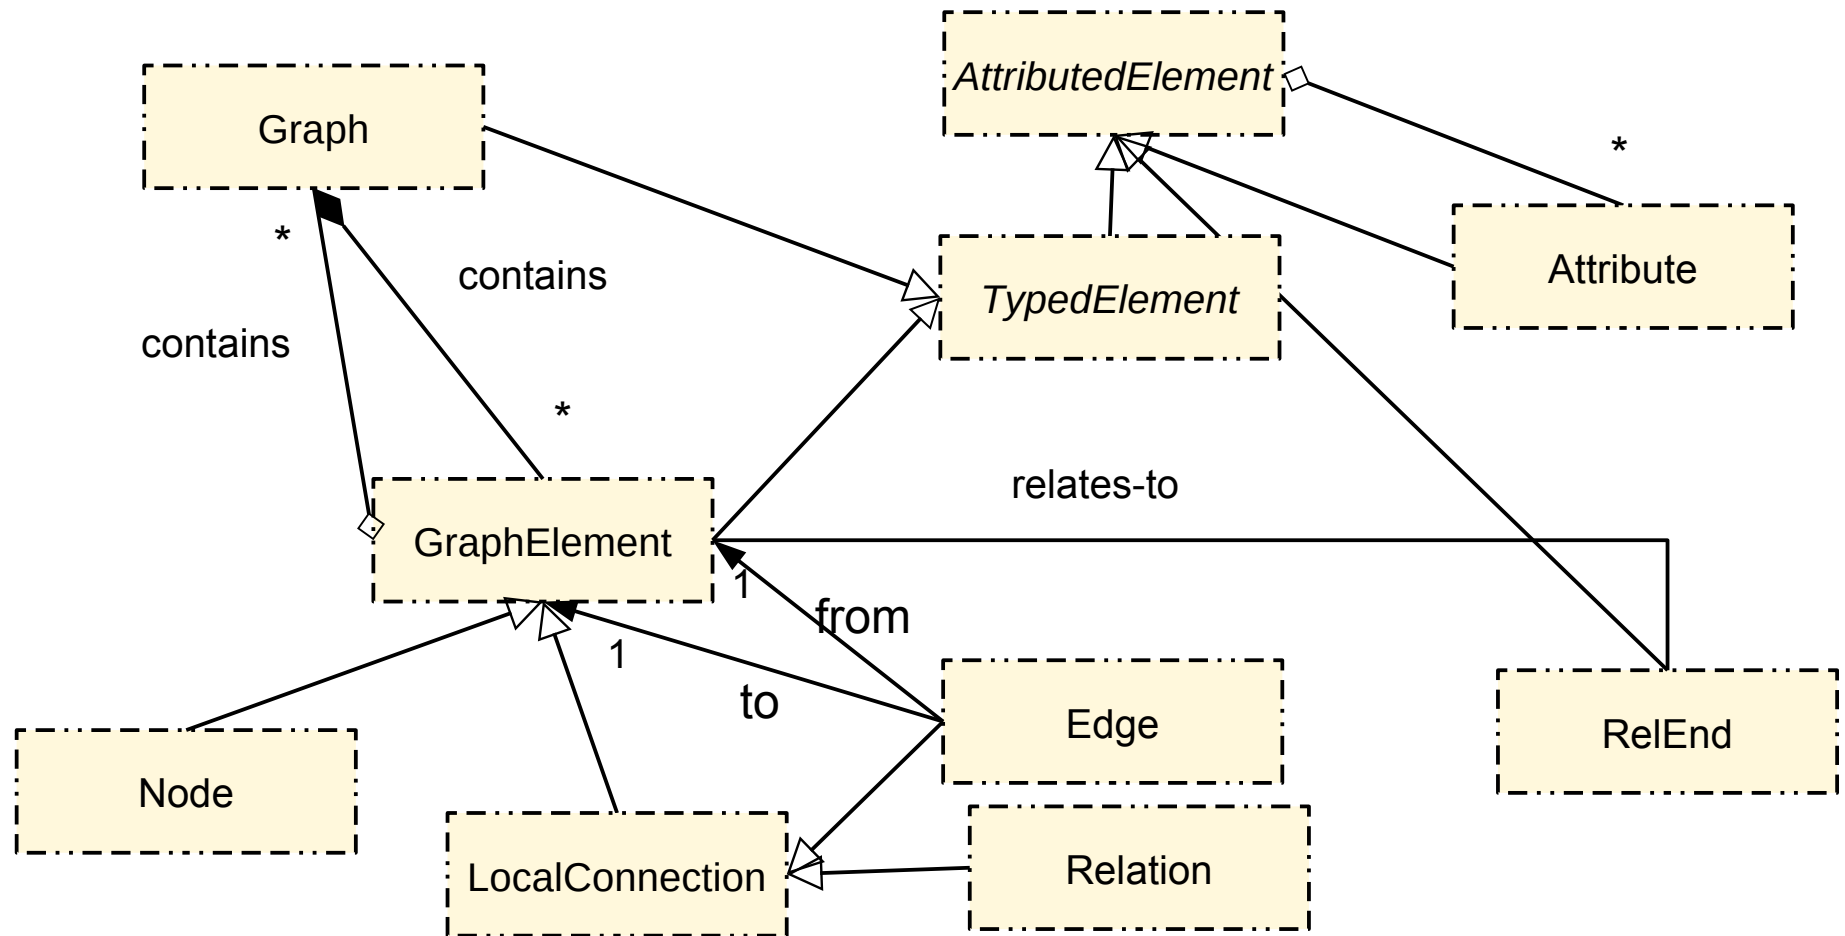 AttributedElement
Graph
*
*
contains
Attribute
TypedElement
contains
*
relates-to
GraphElement
1
from
1
to
Edge
RelEnd
Node
LocalConnection
Relation